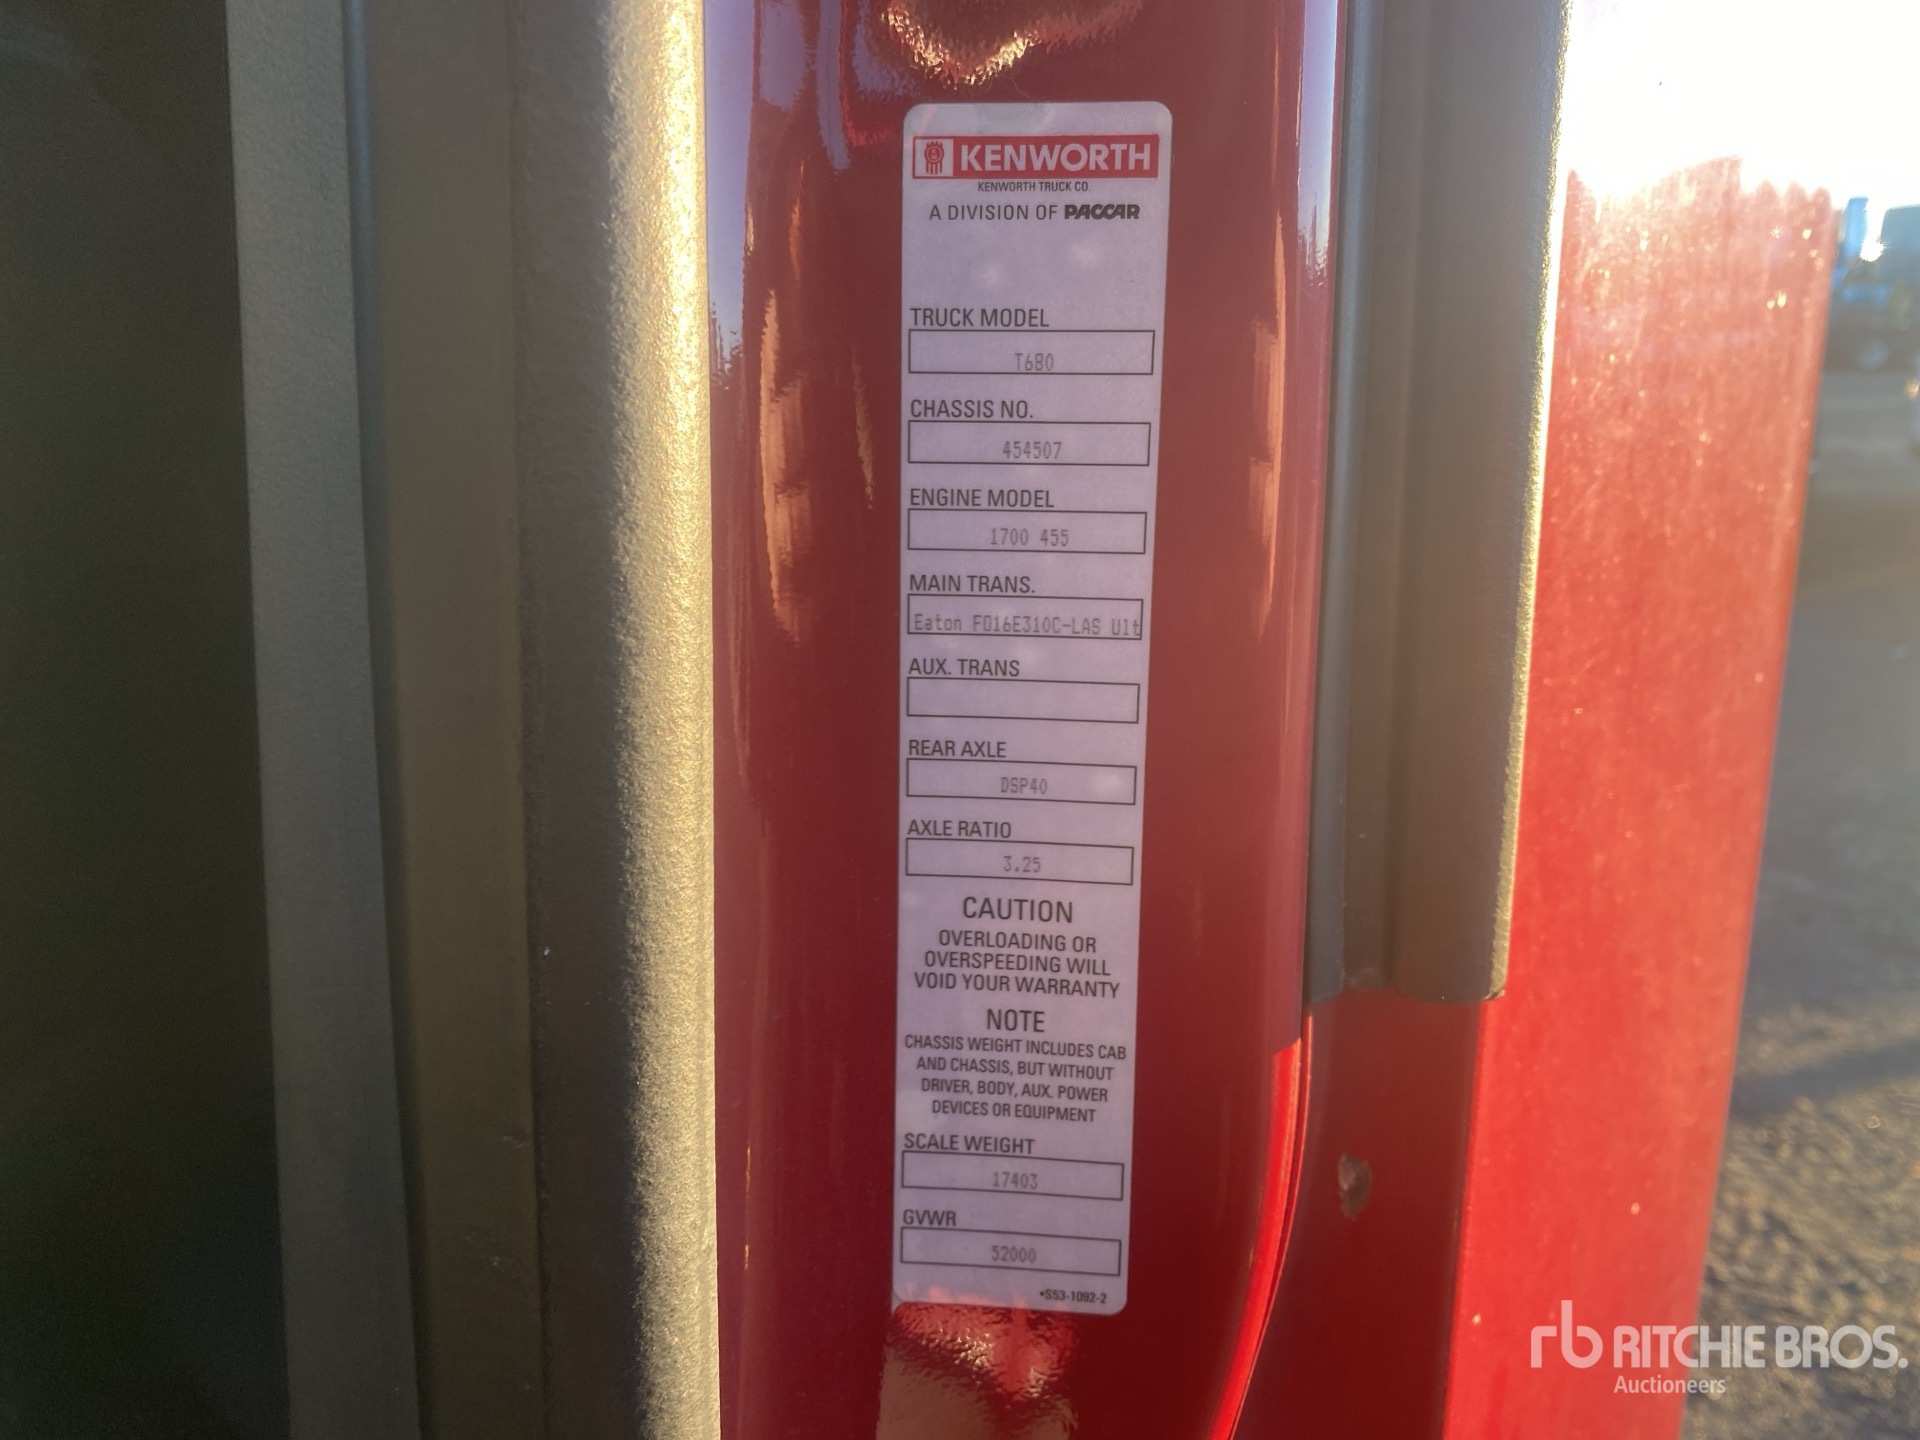 KENWORTH
KENWORTH TRUCK CO.
A DIVISION OF PACCAR
TRUCK MODEL
T680
CHASSIS NO.
454507
ENGINE MODEL
1700 455
MAIN TRANS.
Eaton FO16E310C-LAS Ult
AUX. TRANS
REAR AXLE
DSP40
AXLE RATIO
3.25
CAUTION
OVERLOADING OR
OVERSPEEDING WILL
VOID YOUR WARRANTY
NOTE
CHASSIS WEIGHT INCLUDES CAB
AND CHASSIS, BUT WITHOUT
DRIVER, BODY, AUX. POWER
DEVICES OR EQUIPMENT
SCALE WEIGHT
17403
GVWR
52000
•S53-1092-2
rb RITCHIE BROS.
Auctioneers